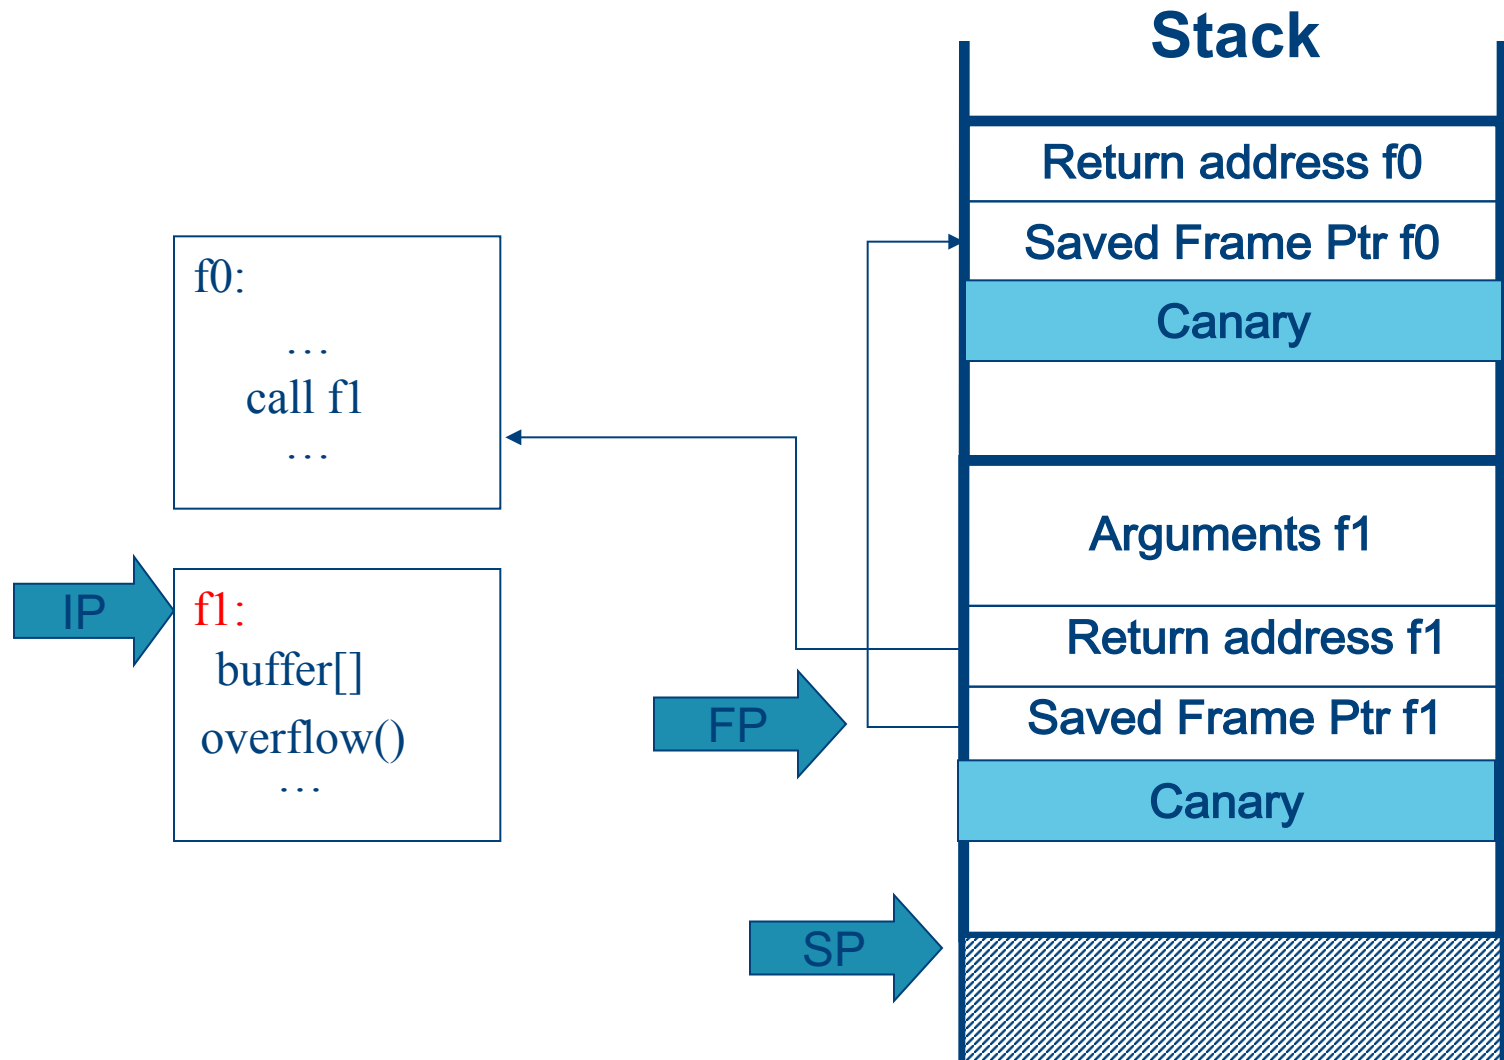 Stack
Return address f0
Saved Frame Ptr f0
Canary
f0:
...
call f1
...
Arguments f1
IP
f1:
buffer[]
overflow()
...
Return address f1
FP
Saved Frame Ptr f1
Canary
SP